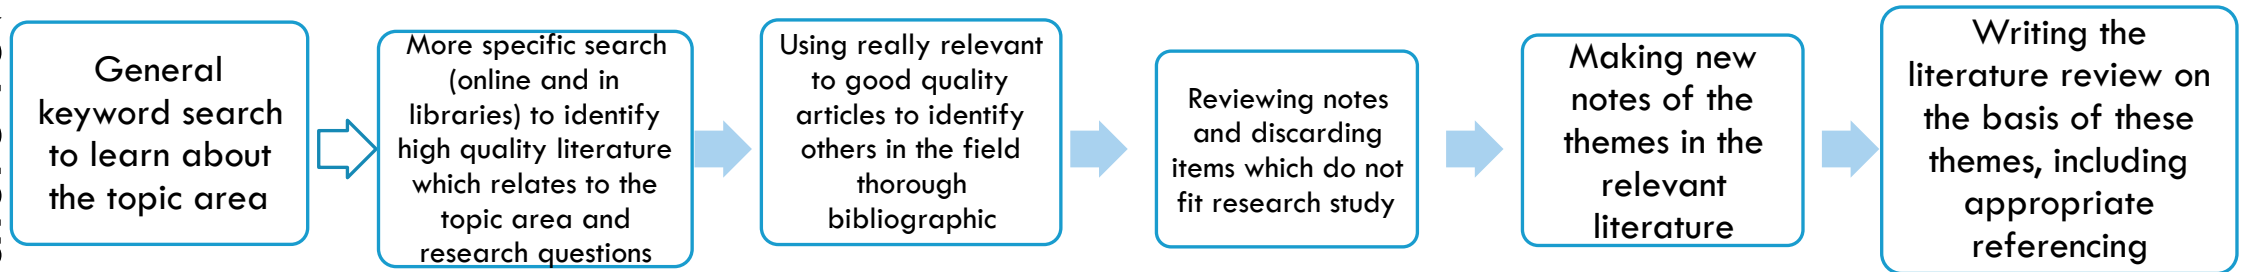 General
keyword search
to learn about
the topic area
More specific search
(online and in
libraries) to identify
high quality literature
which relates to the
topic area and
research questions
Using really relevant
to good quality
articles to identify
others in the field
thorough
bibliographic
Reviewing notes
and discarding
items which do not
fit research study
Making new
notes of the
themes in the
relevant
literature
Writing the
literature review on
the basis of these
themes, including
appropriate
referencing